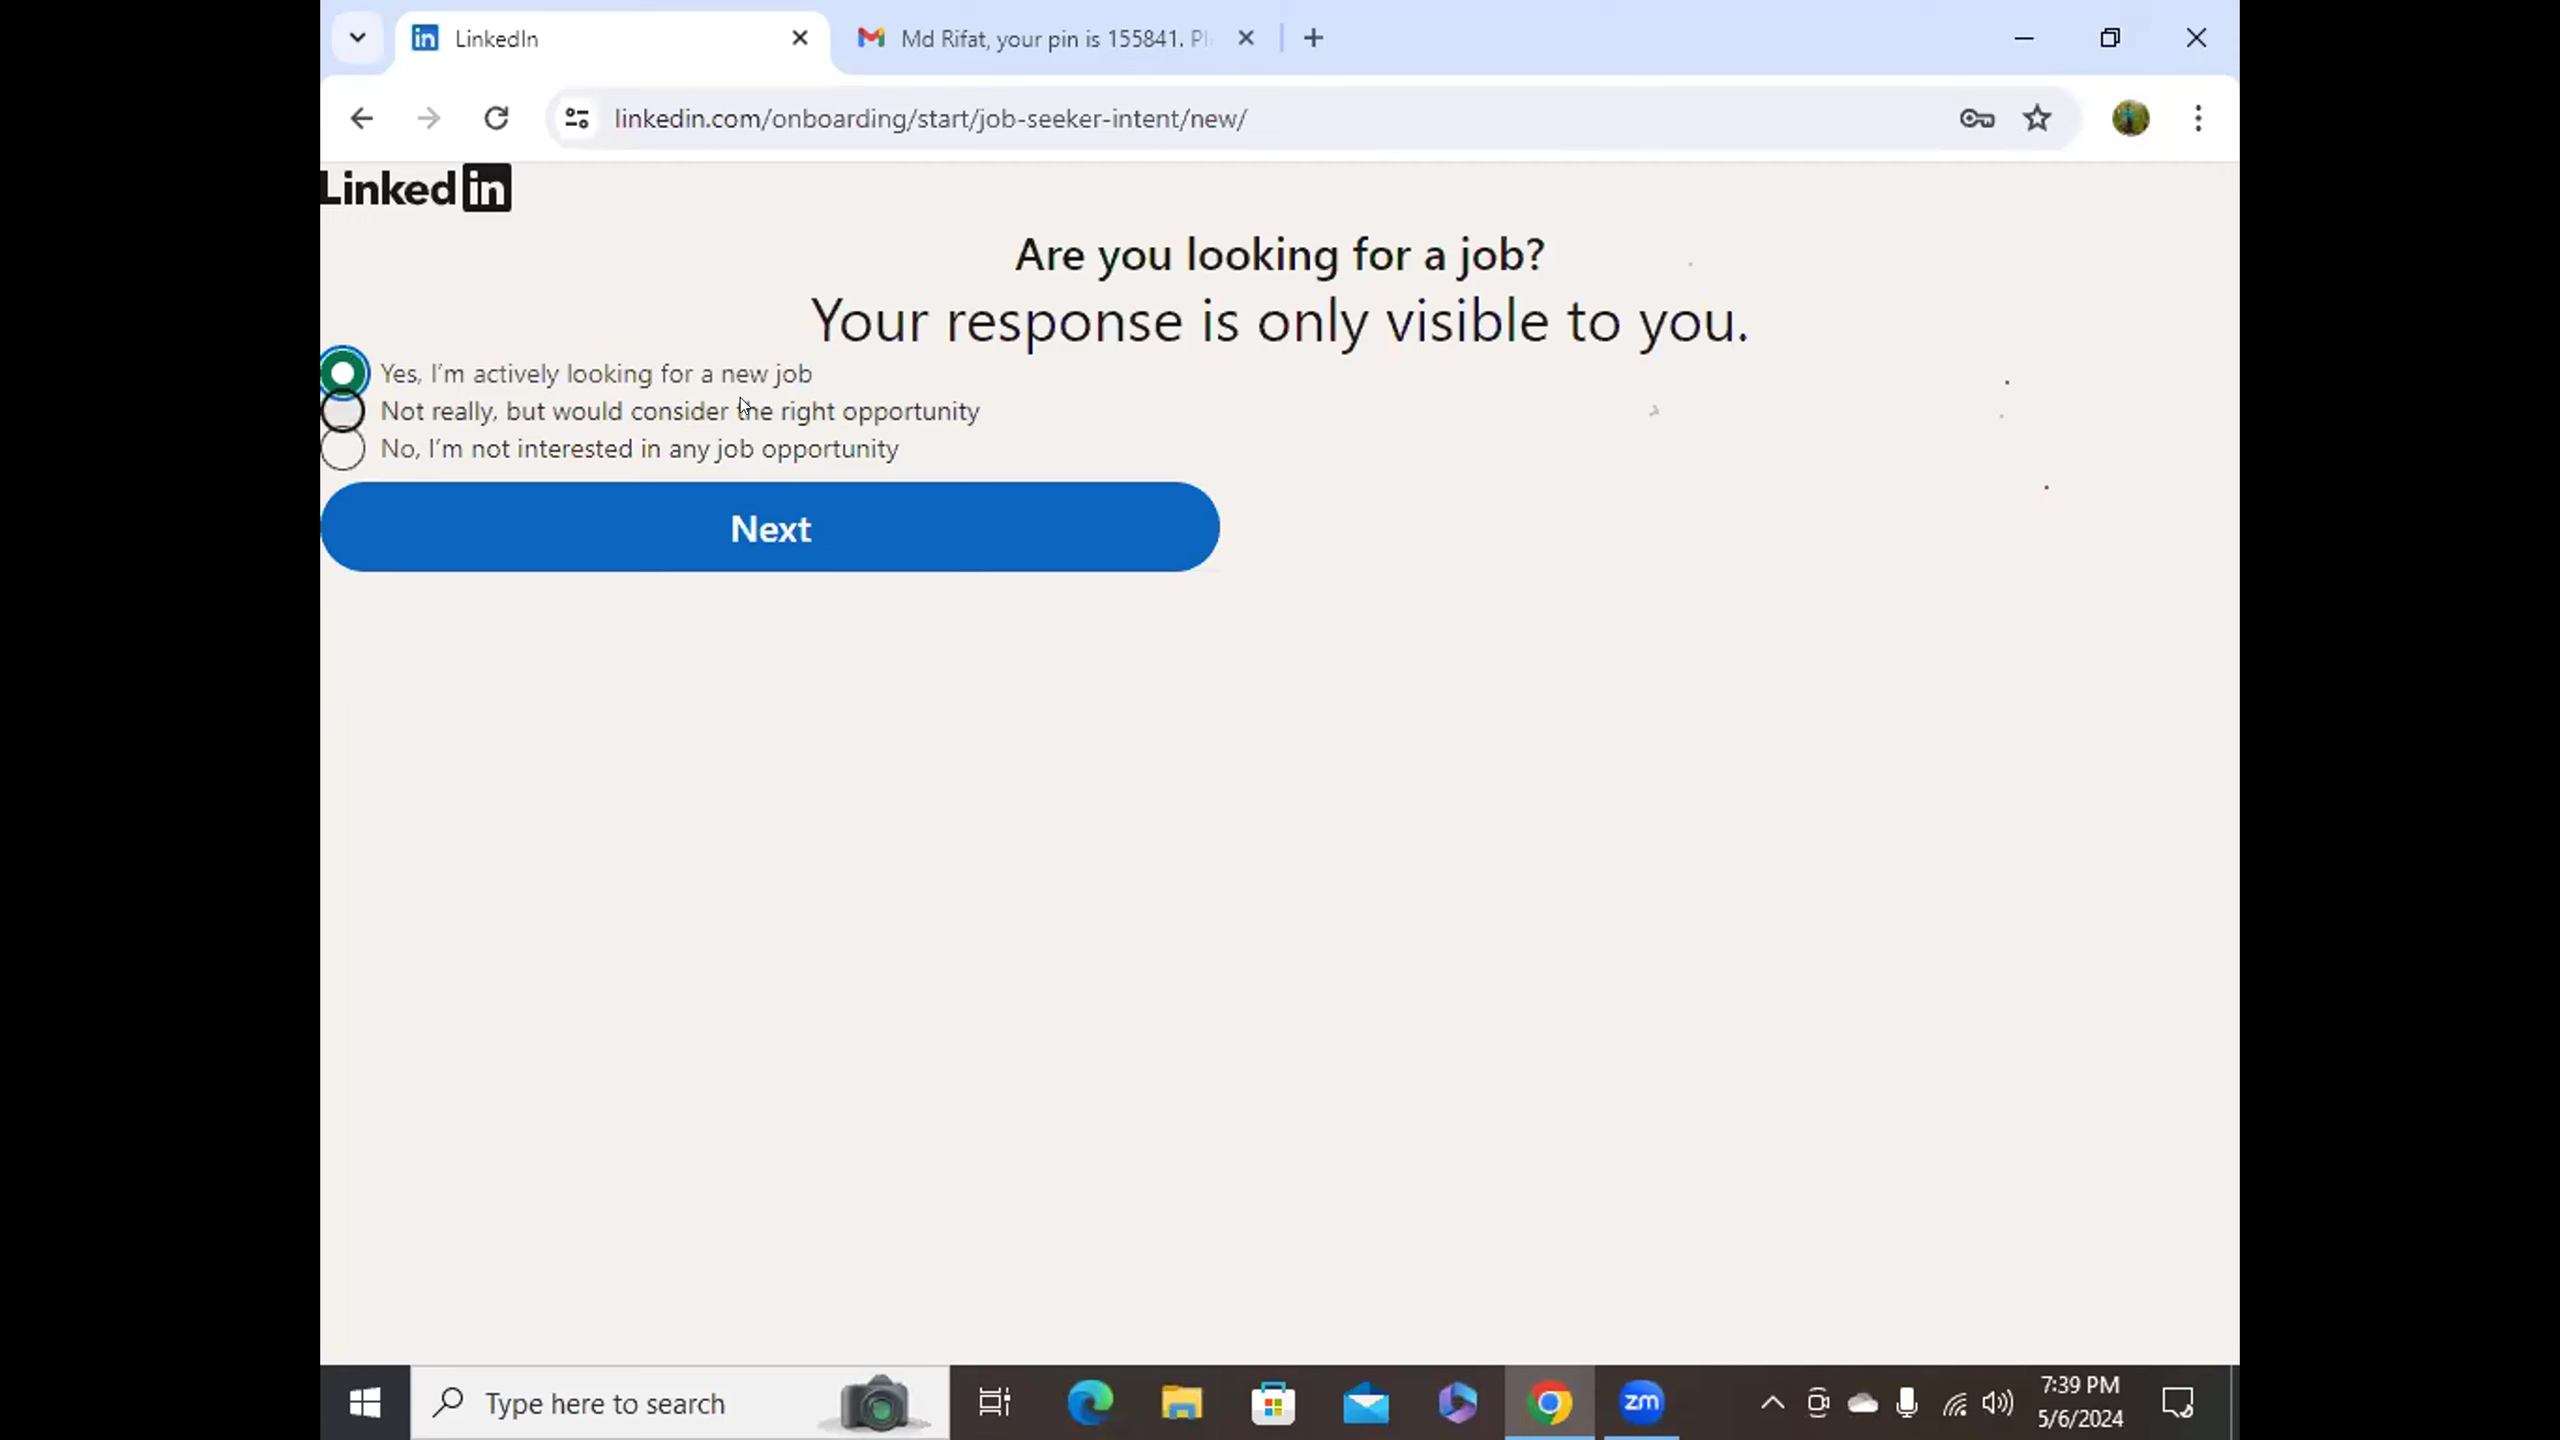 LinkedIn
Md Rifat, your pin is 155841. Pl
linkedin.com/onboarding/start/job-seeker-intent/new/
Linked in
Are you looking for a job?
Your response is only visible to you.
Yes, I'm actively looking for a new job
Not really, but would consider the right opportunity
No, I'm not interested in any job opportunity
Next
Type here to search
zm
7:39 PM
5/6/2024